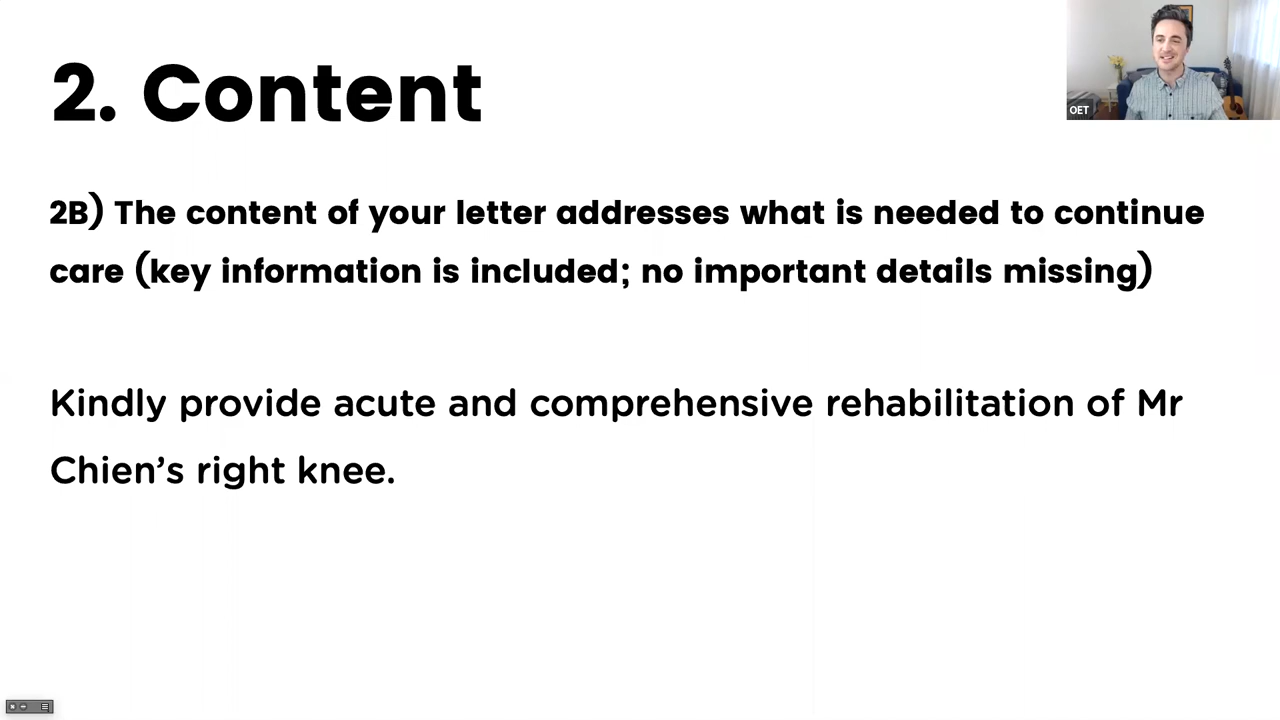 2. Content
OET
2B) The content of your letter addresses what is needed to continue
care (key information is included; no important details missing)
Kindly provide acute and comprehensive rehabilitation of Mr
Chien’s right knee.